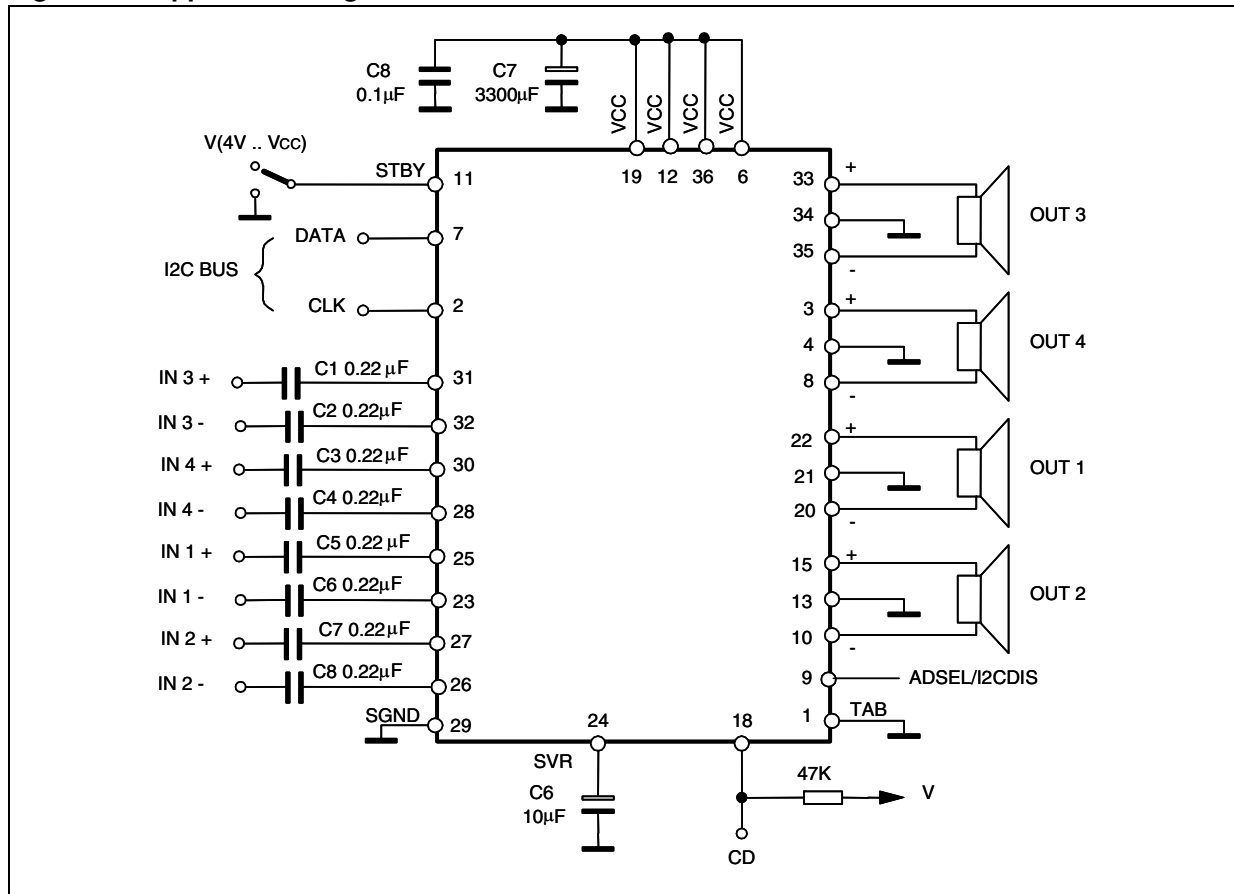 C8
0.1µF
C7
3300µF
VCC
VCC
VCC
VCC
V(4V .. VCC)
STBY
11
19
12
36
6
33
+
34
35
-
OUT 3
DATA
7
I2C BUS
CLK
2
3
+
4
8
-
OUT 4
IN 3 +
C1 0.22 µF
31
IN 3 -
C2 0.22µF
32
IN 4 +
C3 0.22 µF
30
IN 4 -
C4 0.22µF
28
IN 1 +
C5 0.22 µF
25
IN 1 -
C6 0.22µF
23
IN 2 +
C7 0.22 µF
27
IN 2 -
C8 0.22µF
26
SGND
29
22
+
21
20
-
OUT 1
15
+
13
10
-
OUT 2
9
ADSEL/I2CDIS
1
TAB
24
SVR
C6
10µF
18
47K
V
CD